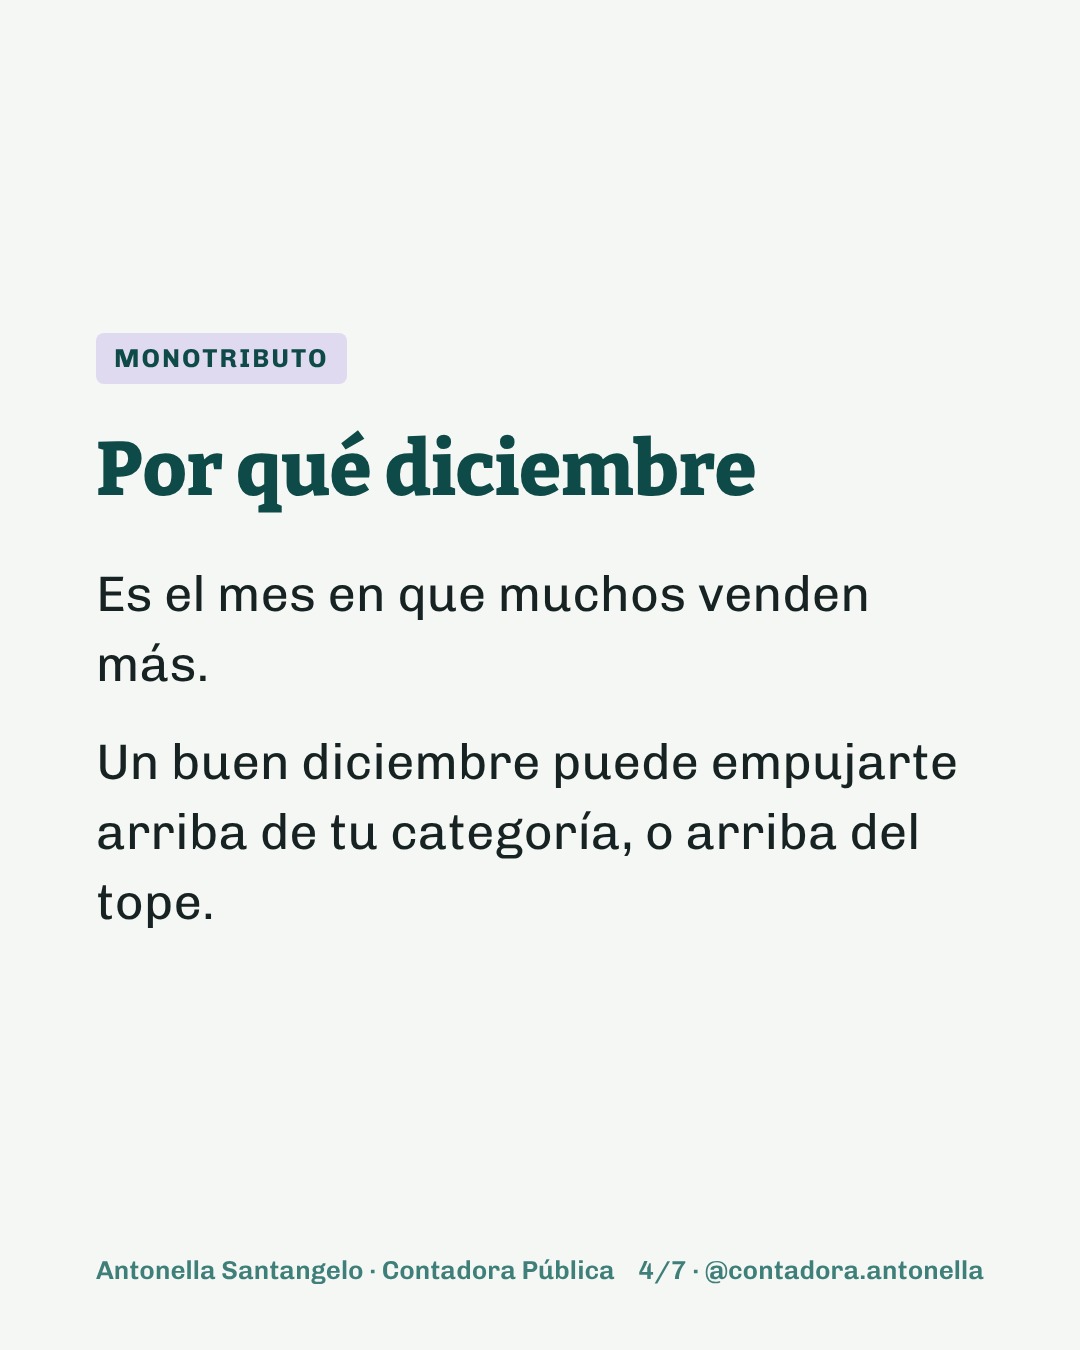 MONOTRIBUTO
Por qué diciembre
Es el mes en que muchos venden
más.
Un buen diciembre puede empujarte
arriba de tu categoría, o arriba del
tope.
Antonella Santangelo · Contadora Pública 4/7 · @contadora.antonella